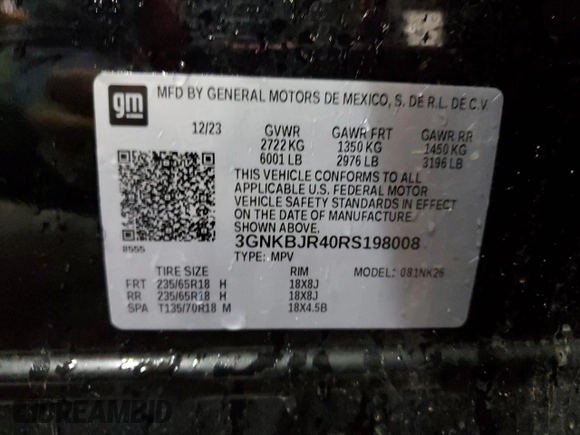 gm
MFD BY GENERAL MOTORS DE MEXICO, S. DE R.L. DE C.V.
12/23 GVWR GAWR FRT GAWR RR
2722 KG 1350 KG 1450 KG
6001 LB 2976 LB 3196 LB
THIS VEHICLE CONFORMS TO ALL
APPLICABLE U.S. FEDERAL MOTOR
VEHICLE SAFETY STANDARDS IN EFFECT
ON THE DATE OF MANUFACTURE
SHOWN ABOVE.
8555 3GNKBJR40RS198008
TYPE: MPV MODEL: 081NK26
TIRE SIZE RIM
FRT 235/65R18 H 18X8J
RR 235/65R18 H 18X8J
SPA T135/70R18 M 18X4.5B
DREAMBID